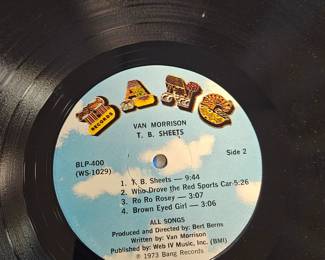 BANG
RECORDS
VAN MORRISON
T. B. SHEETS
BLP-400
(WS-1029)
Side 2
1. T. B. Sheets — 9:44
2. Who Drove the Red Sports Car-5:26
3. Ro Ro Rosey — 3:07
4. Brown Eyed Girl — 3:06
ALL SONGS
Produced and Directed by: Bert Berns
Written by: Van Morrison
Published by: Web IV Music, Inc. (BMI)
© 1973 Bang Records